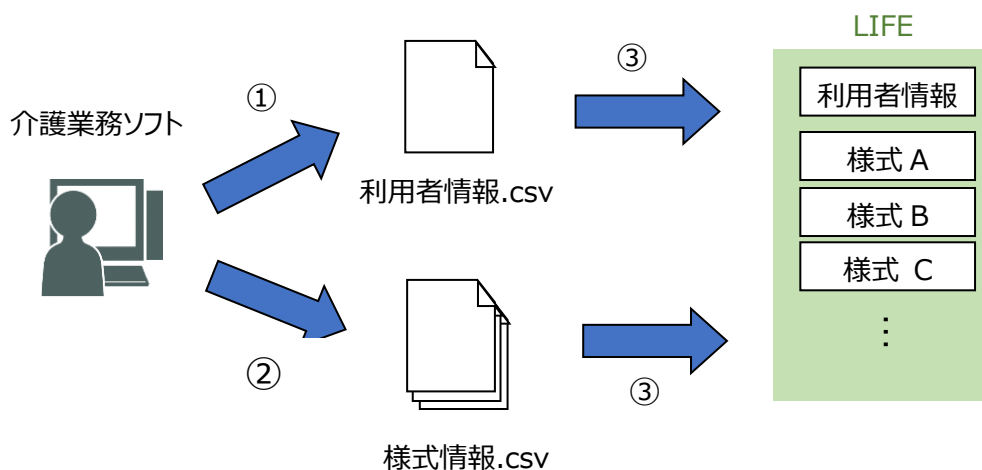 LIFE
介護業務ソフト
①
利用者情報.csv
③
②
様式情報.csv
③
利用者情報
様式 A
様式 B
様式 C
⋮